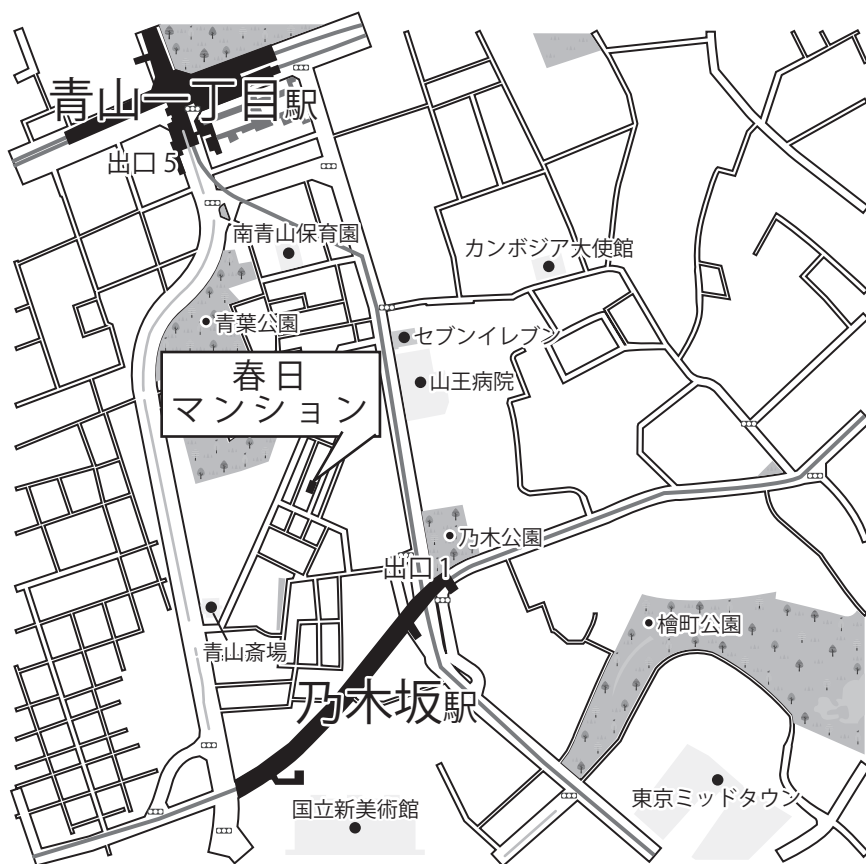 青山一丁目駅
出口 5
南青山保育園
カンボジア大使館
青葉公園
セブンイレブン
春日
マンション
山王病院
乃木公園
出口 1
青山斎場
檜町公園
乃木坂駅
東京ミッドタウン
国立新美術館